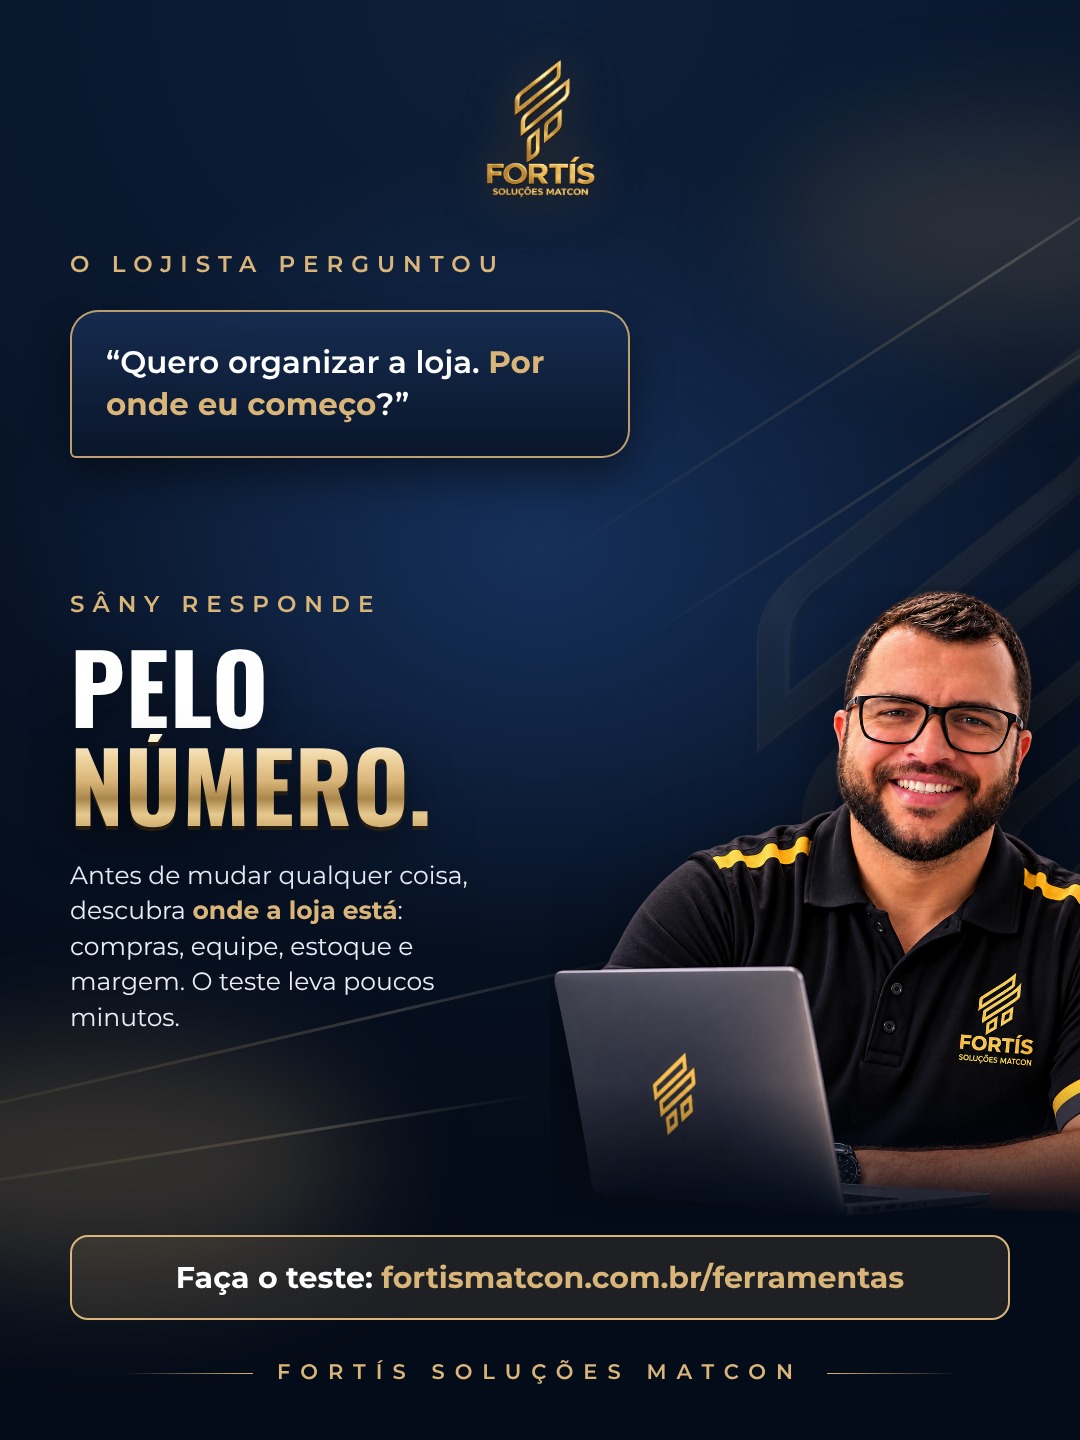 FORTÍS
SOLUÇÕES MATCON
O LOJISTA PERGUNTOU
“Quero organizar a loja. Por
onde eu começo?”
SÂNY RESPONDE
PELO
NÚMERO.
Antes de mudar qualquer coisa,
descubra onde a loja está:
compras, equipe, estoque e
margem. O teste leva poucos
minutos.
FORTÍS
SOLUÇÕES MATCON
Faça o teste: fortismatcon.com.br/ferramentas
FORTÍS SOLUÇÕES MATCON